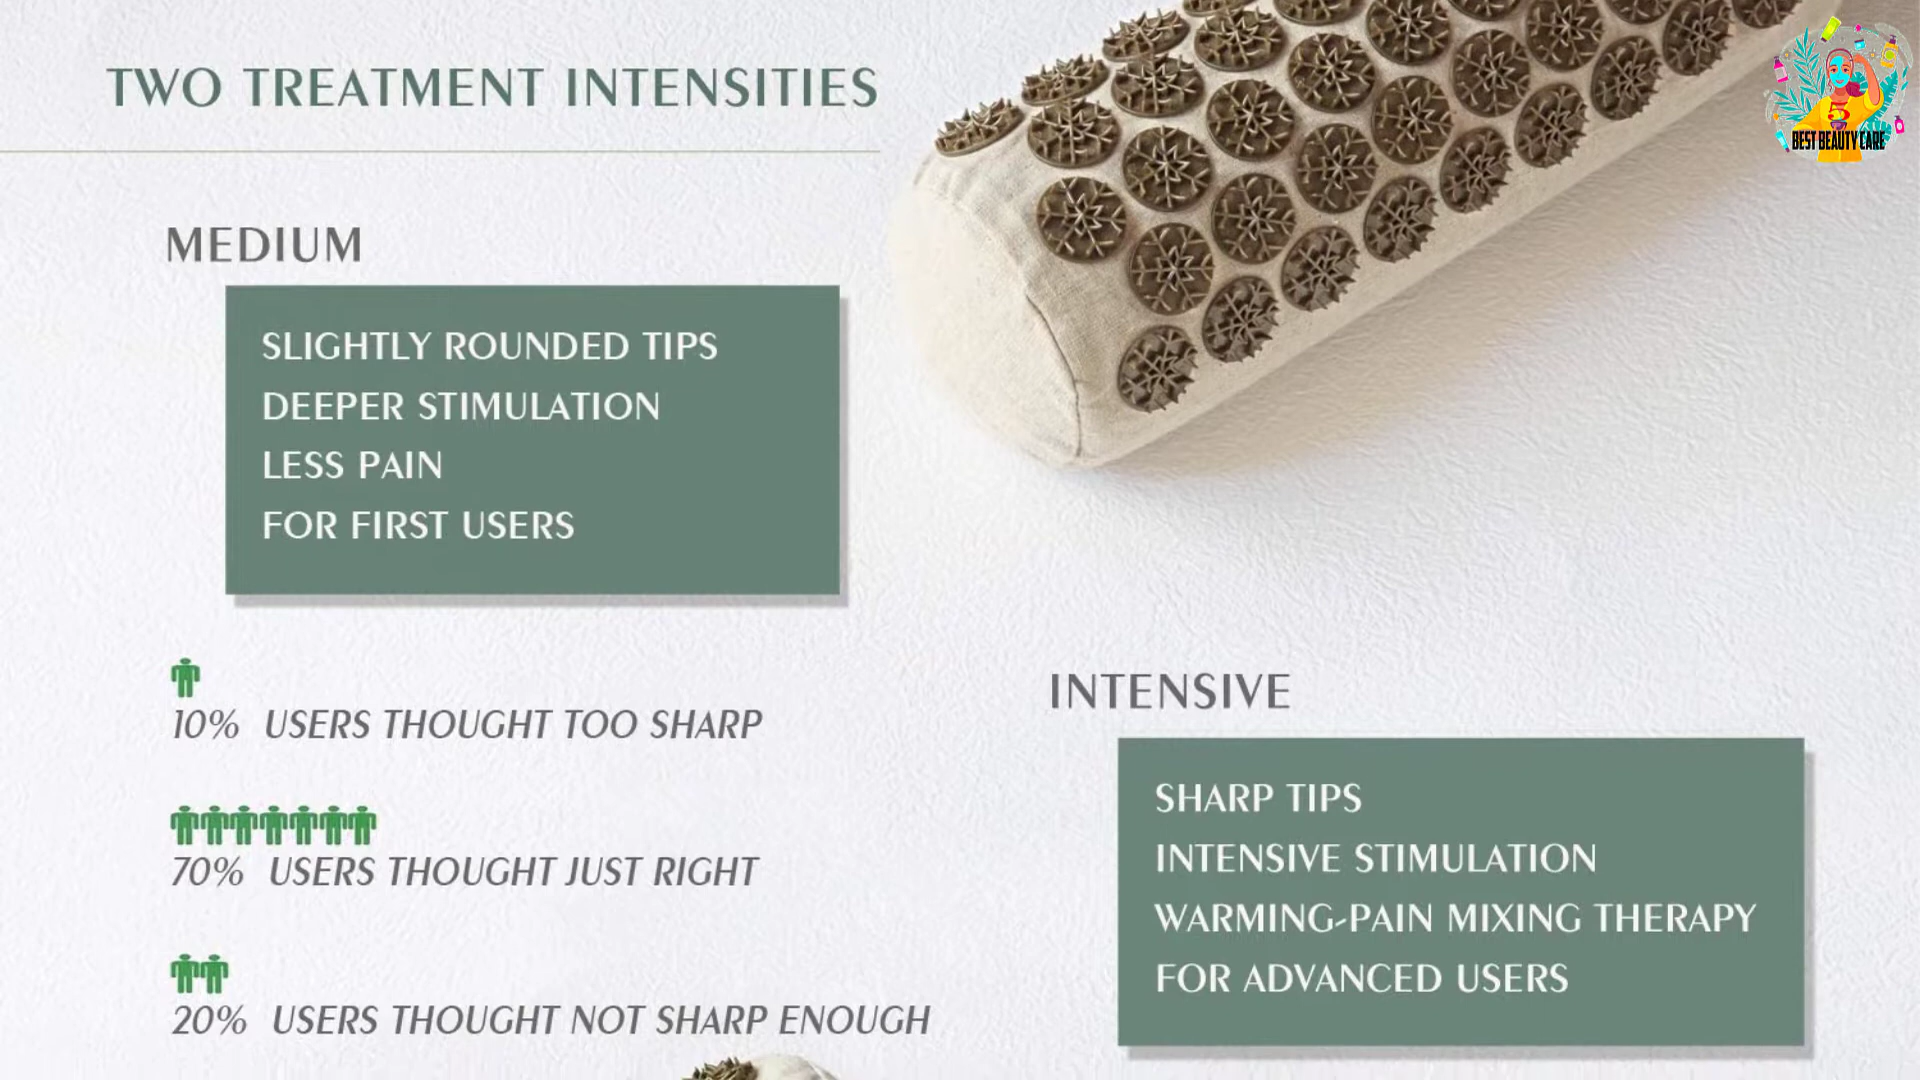 TWO TREATMENT INTENSITIES
MEDIUM
SLIGHTLY ROUNDED TIPS
DEEPER STIMULATION
LESS PAIN
FOR FIRST USERS
10% USERS THOUGHT TOO SHARP
70% USERS THOUGHT JUST RIGHT
20% USERS THOUGHT NOT SHARP ENOUGH
INTENSIVE
SHARP TIPS
INTENSIVE STIMULATION
WARMING-PAIN MIXING THERAPY
FOR ADVANCED USERS
5
BEST BEAUTY CARE